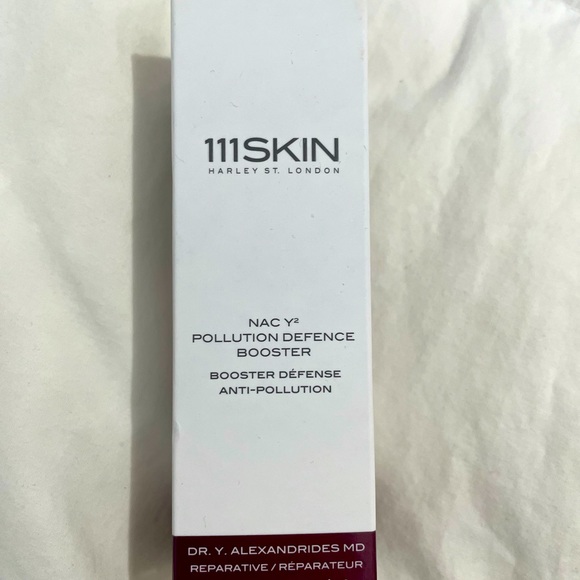 111SKIN
HARLEY ST. LONDON
NAC Y²
POLLUTION DEFENCE
BOOSTER
BOOSTER DÉFENSE
ANTI-POLLUTION
DR. Y. ALEXANDRIDES MD
REPARATIVE / RÉPARATEUR